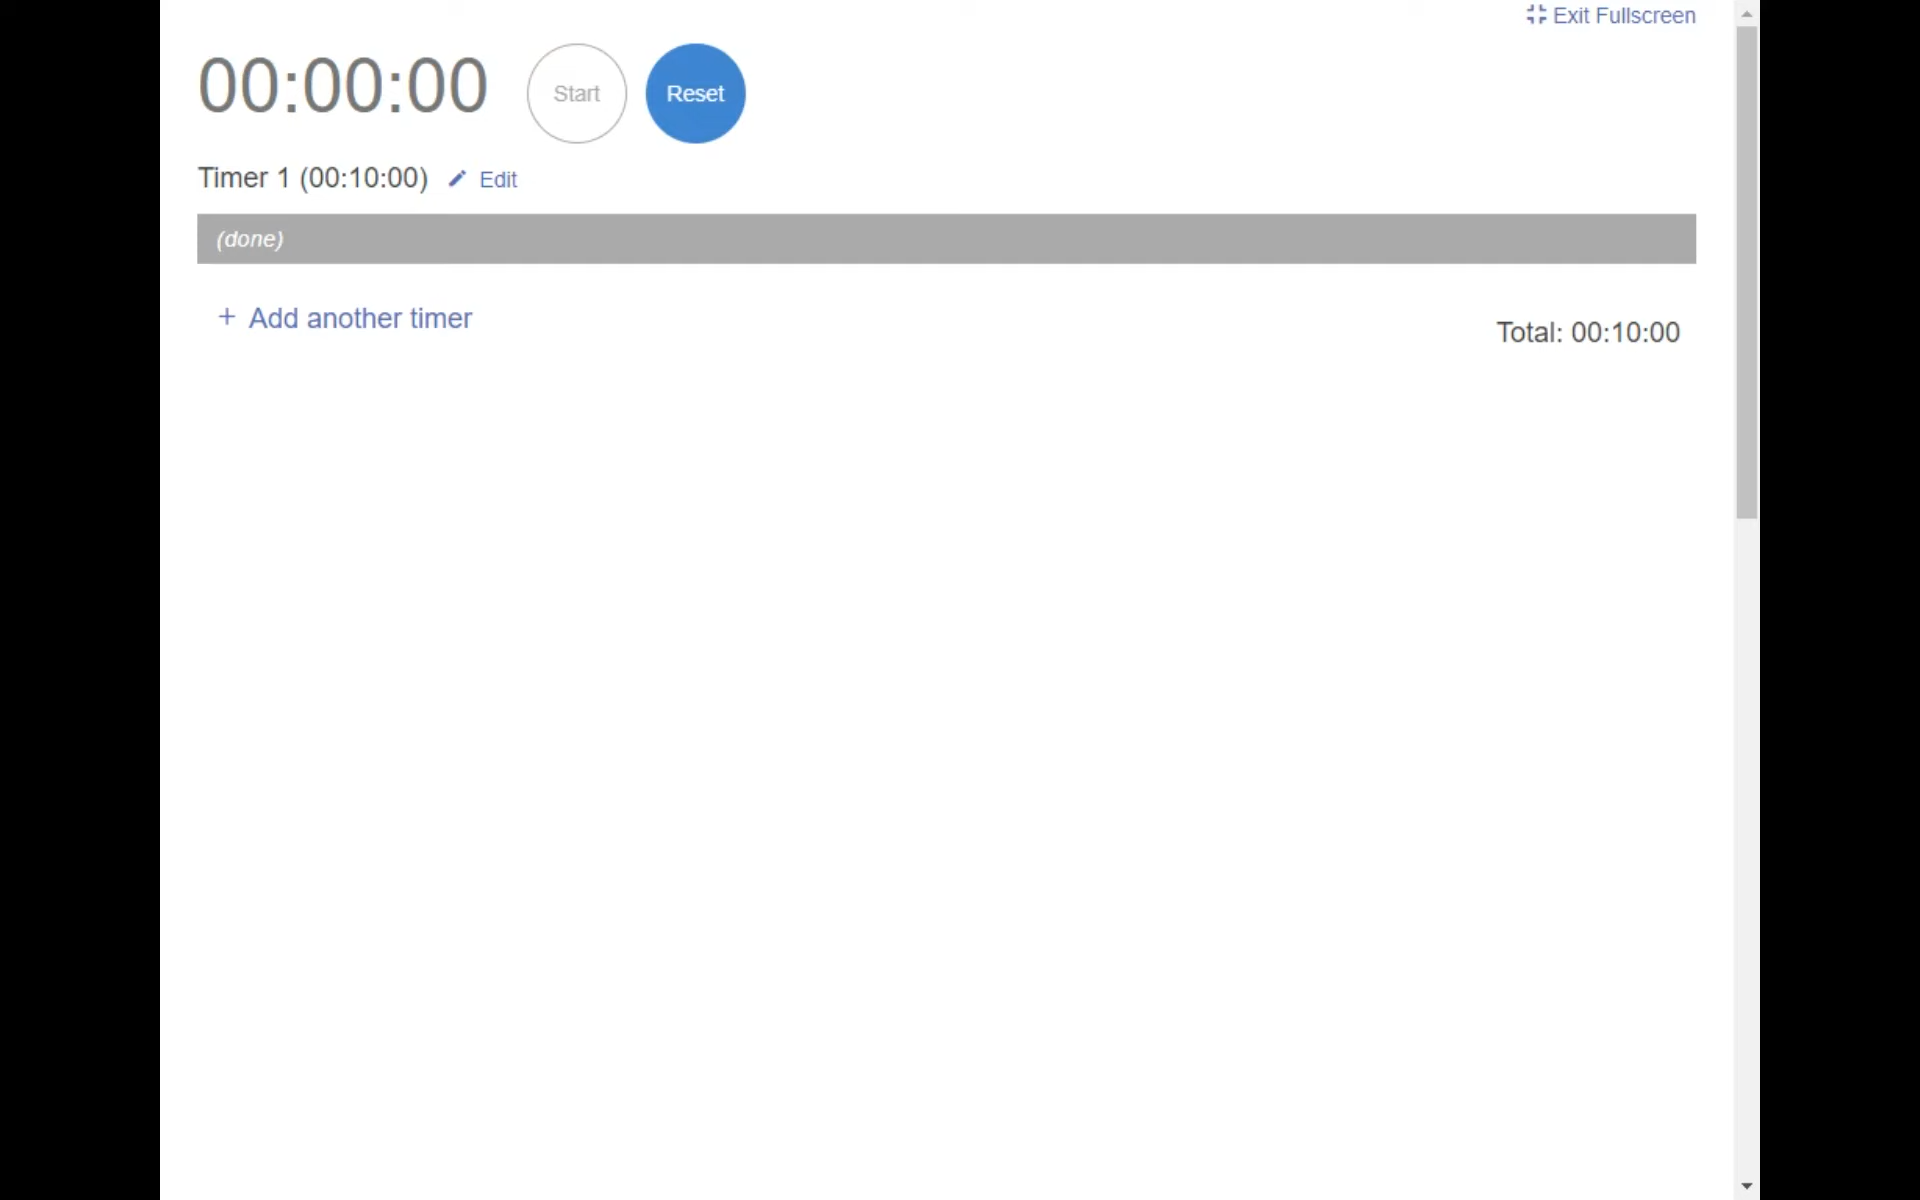 Exit Fullscreen
00:00:00 Start Reset
Timer 1 (00:10:00) Edit
(done)
+ Add another timer
Total: 00:10:00